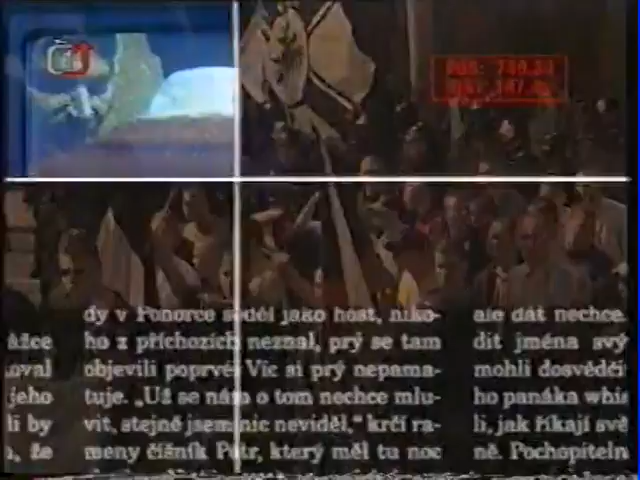 ážce
oval
jeho
li by
, že
dy v Ponorce seděl jako host, niko-
ho z příchozích neznal, prý se tam
objevili poprvé. Víc si prý nepama-
tuje. „Už se nám o tom nechce mlu-
vit, stejně jsem nic neviděl,“ krčí ra-
meny číšník Petr, který měl tu noc
ale dát nechce.
dit jména svý
mohli dosvědči
ho panáka whis
li, jak říkají svě
ně. Pochopiteln